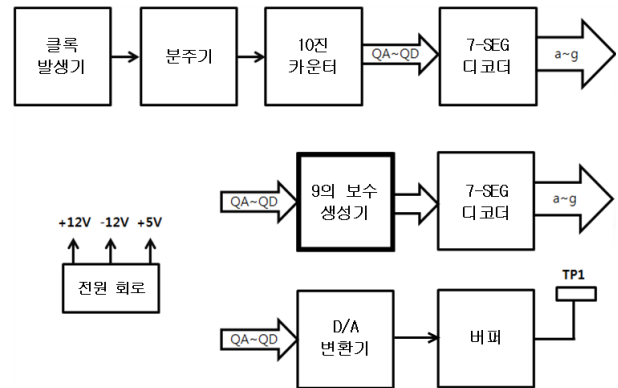 클록
발생기
분주기
10진
카운터
QA~QD
7-SEG
디코더
a~g
QA~QD
9의 보수
생성기
7-SEG
디코더
a~g
+12V -12V +5V
전원 회로
QA~QD
D/A
변환기
버퍼
TP1